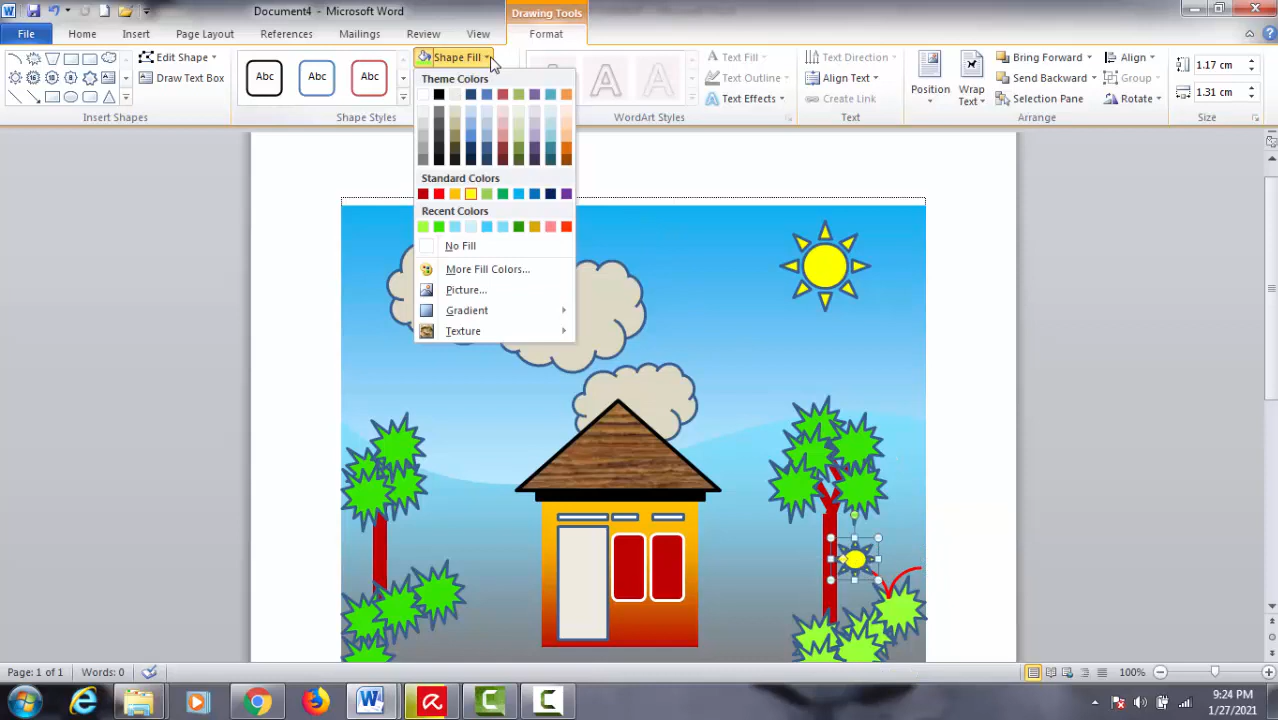 Document4 - Microsoft Word
Drawing Tools
File Home Insert Page Layout References Mailings Review View Format
Edit Shape
Draw Text Box
Insert Shapes
Abc Abc Abc
Shape Styles
Shape Fill
Theme Colors
Standard Colors
Recent Colors
No Fill
More Fill Colors...
Picture...
Gradient
Texture
A A
WordArt Styles
Text Fill
Text Outline
Text Effects
Text Direction
Align Text
Create Link
Text
Position
Wrap
Text
Bring Forward
Send Backward
Selection Pane
Align
Group
Rotate
Arrange
1.17 cm
1.31 cm
Size
Page: 1 of 1 Words: 0
100%
9:24 PM
1/27/2021